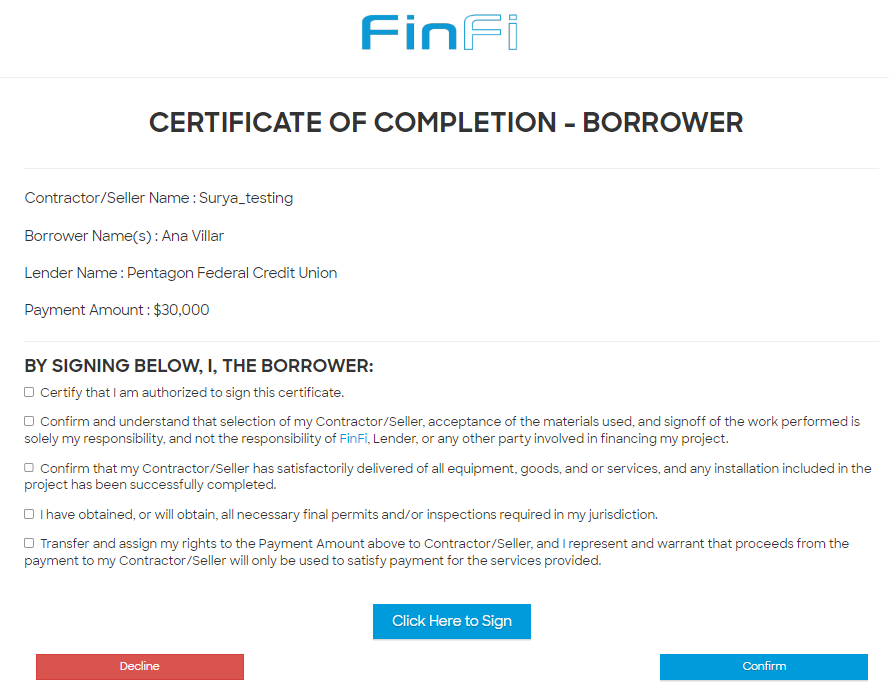 FinFi
CERTIFICATE OF COMPLETION - BORROWER
Contractor/Seller Name : Surya_testing
Borrower Name(s) : Ana Villar
Lender Name : Pentagon Federal Credit Union
Payment Amount : $30,000
BY SIGNING BELOW, I, THE BORROWER:
Certify that I am authorized to sign this certificate.
Confirm and understand that selection of my Contractor/Seller, acceptance of the materials used, and signoff of the work performed is
solely my responsibility, and not the responsibility of FinFi, Lender, or any other party involved in financing my project.
Confirm that my Contractor/Seller has satisfactorily delivered of all equipment, goods, and or services, and any installation included in the
project has been successfully completed.
I have obtained, or will obtain, all necessary final permits and/or inspections required in my jurisdiction.
Transfer and assign my rights to the Payment Amount above to Contractor/Seller, and I represent and warrant that proceeds from the
payment to my Contractor/Seller will only be used to satisfy payment for the services provided.
Click Here to Sign
Decline
Confirm